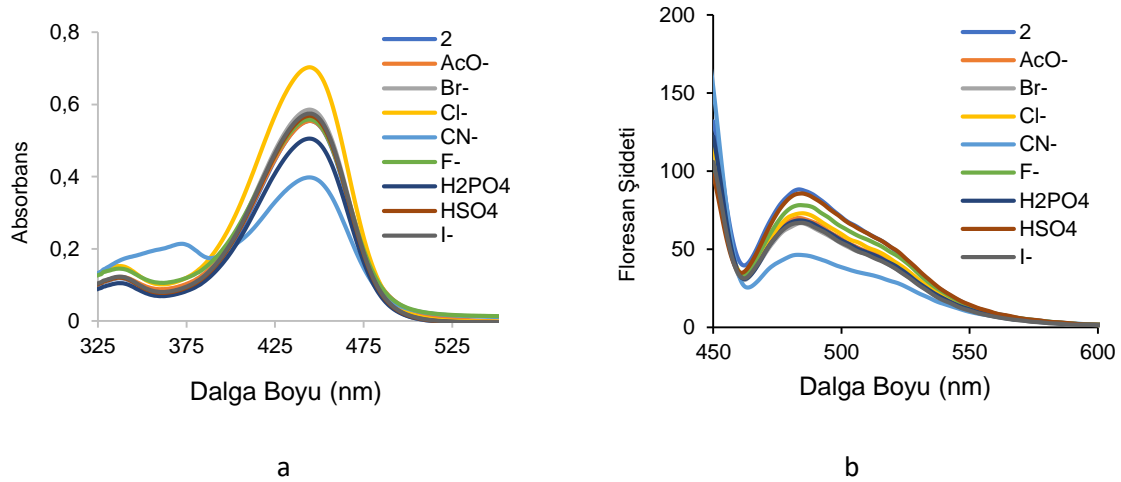 0,8
0,6
0,4
0,2
0
Absorbans
325
375
425
475
525
Dalga Boyu (nm)
2
AcO-
Br-
Cl-
CN-
F-
H2PO4
HSO4
I-
a
200
150
100
50
0
Floresan Şiddeti
450
500
550
600
Dalga Boyu (nm)
2
AcO-
Br-
Cl-
CN-
F-
H2PO4
HSO4
I-
b